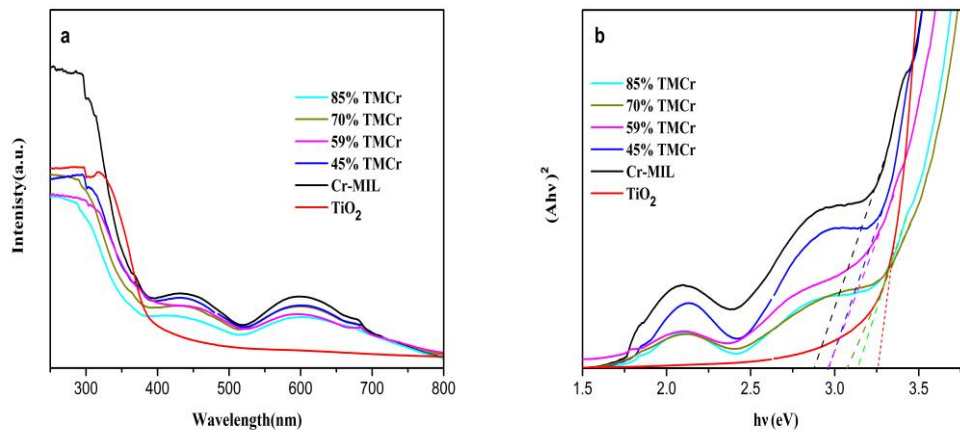 a
85% TMCr
70% TMCr
59% TMCr
45% TMCr
Cr-MIL
TiO2
Intenisty(a.u.)
300 400 500 600 700 800
Wavelength(nm)
b
85% TMCr
70% TMCr
59% TMCr
45% TMCr
Cr-MIL
TiO2
(Ahν)²
1.5 2.0 2.5 3.0 3.5
hν (eV)